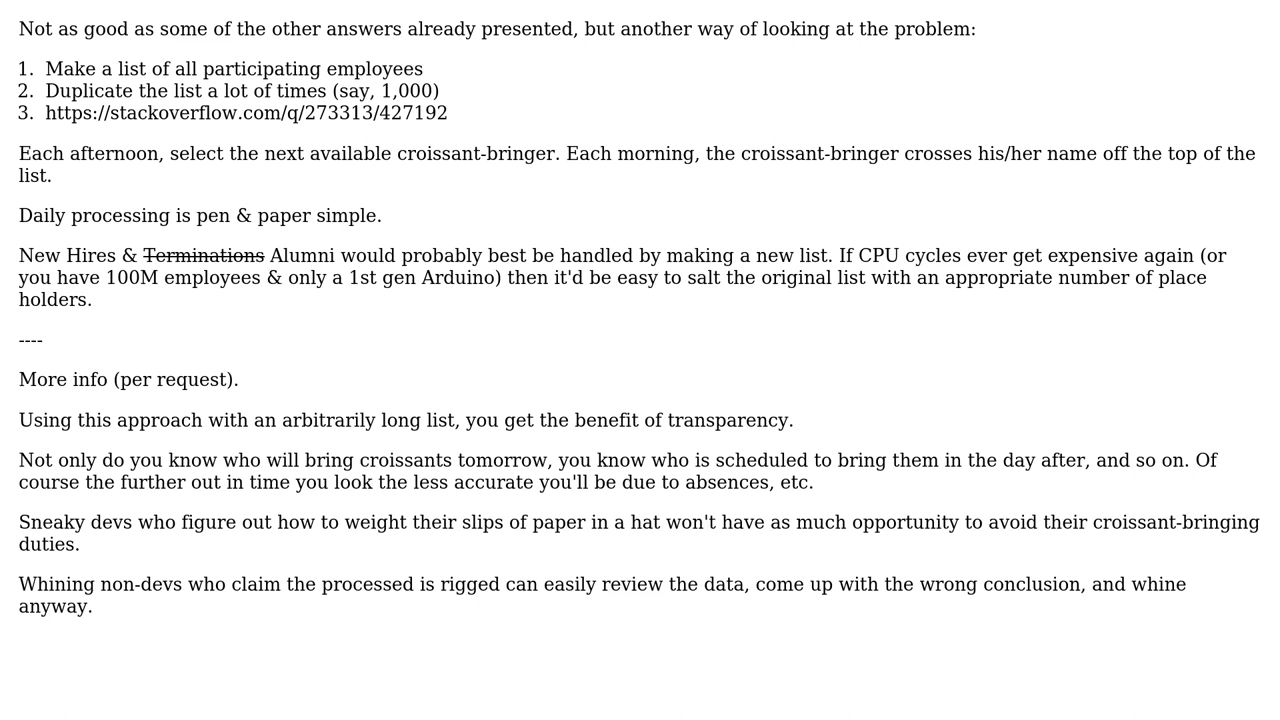 Not as good as some of the other answers already presented, but another way of looking at the problem:
1. Make a list of all participating employees
2. Duplicate the list a lot of times (say, 1,000)
3. https://stackoverflow.com/q/273313/427192
Each afternoon, select the next available croissant-bringer. Each morning, the croissant-bringer crosses his/her name off the top of the
list.
Daily processing is pen & paper simple.
New Hires & Terminations Alumni would probably best be handled by making a new list. If CPU cycles ever get expensive again (or
you have 100M employees & only a 1st gen Arduino) then it'd be easy to salt the original list with an appropriate number of place
holders.
----
More info (per request).
Using this approach with an arbitrarily long list, you get the benefit of transparency.
Not only do you know who will bring croissants tomorrow, you know who is scheduled to bring them in the day after, and so on. Of
course the further out in time you look the less accurate you'll be due to absences, etc.
Sneaky devs who figure out how to weight their slips of paper in a hat won't have as much opportunity to avoid their croissant-bringing
duties.
Whining non-devs who claim the processed is rigged can easily review the data, come up with the wrong conclusion, and whine
anyway.